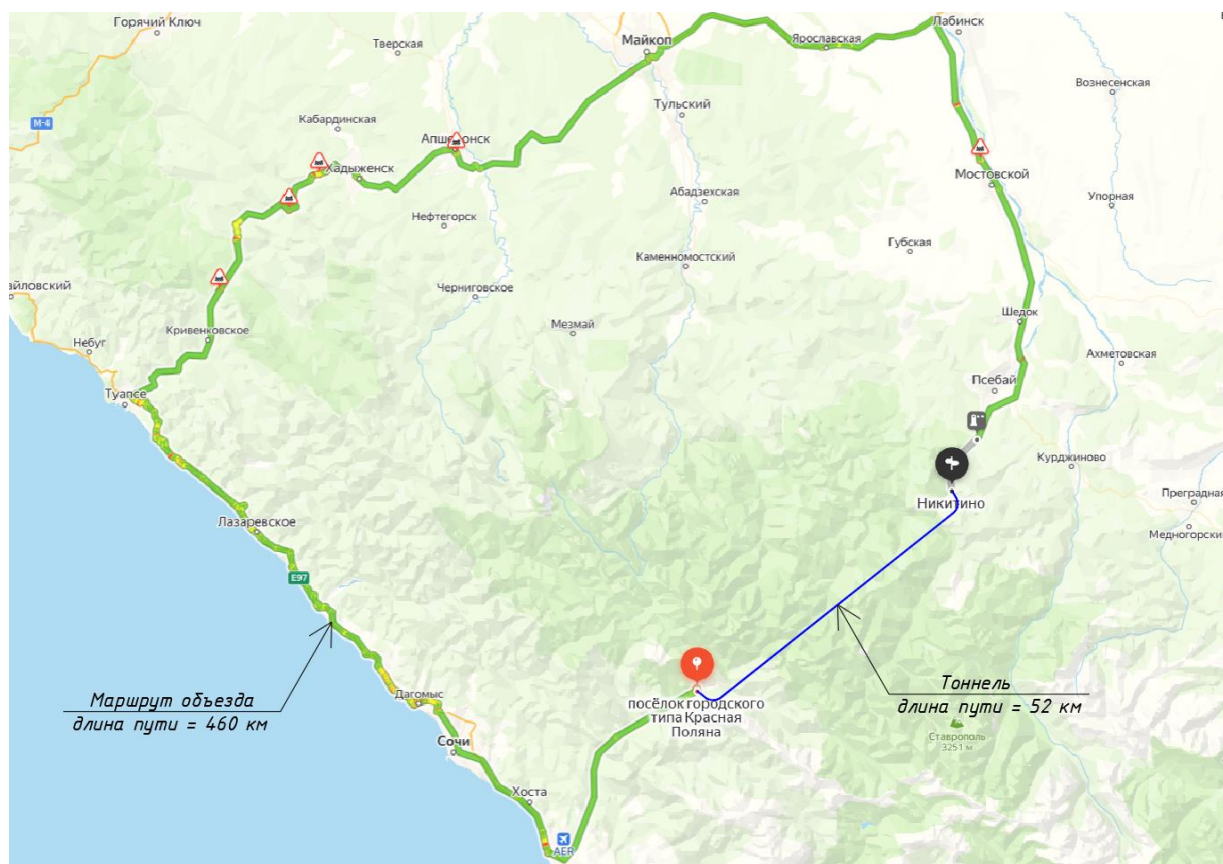 Горячий Ключ
Тверская
Майкоп
Ярославская
Лабинск
Вознесенская
М-4
Кабардинская
Тульский
Хадыженск
Абадзехская
Мостовской
Упорная
Нефтегорск
Губская
Каменномостский
айловский
Черниговское
Шедок
Небуг
Кривенковское
Мезмай
Ахметовская
Псебай
Туапсе
Курджиново
Никитино
Преградная
Медногорский
Лазаревское
E97
Маршрут объезда
длина пути = 460 км
Дагомыс
посёлок городского
типа Красная
Поляна
Тоннель
длина пути = 52 км
Ставрополь
3251 м
Сочи
Хоста
AER